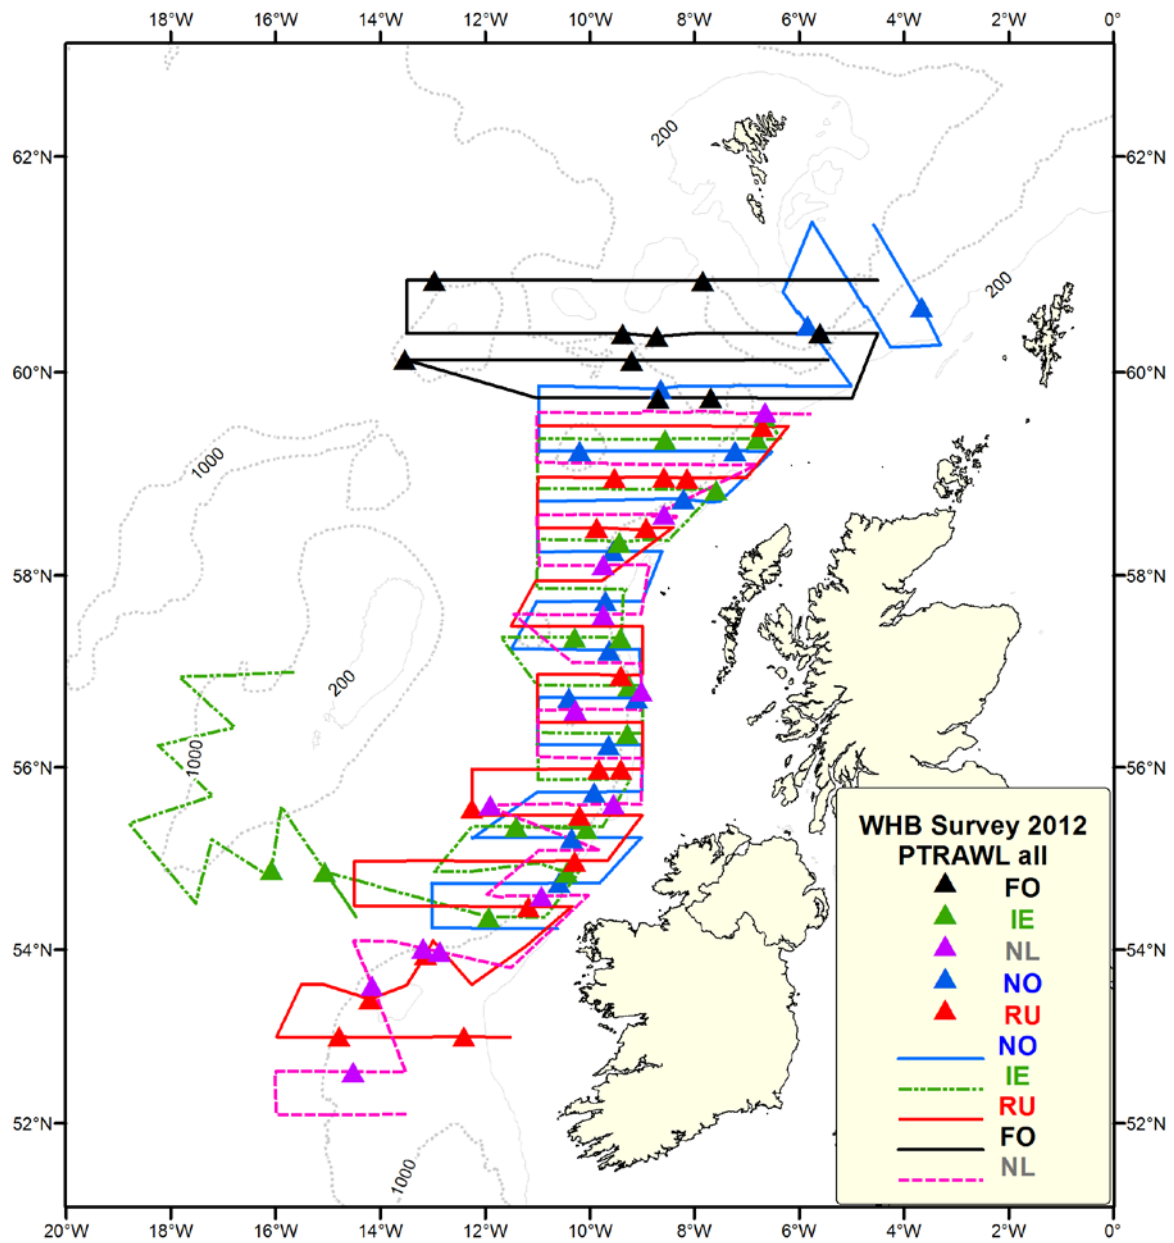 18°W 16°W 14°W 12°W 10°W 8°W 6°W 4°W 2°W 0°
200
62°N 62°N
200
60°N 60°N
1000
58°N 58°N
200
1000
56°N 56°N
WHB Survey 2012
PTRAWL all
FO
IE
54°N NL 54°N
NO
RU
NO
IE
RU
52°N FO 52°N
NL
1000
20°W 18°W 16°W 14°W 12°W 10°W 8°W 6°W 4°W 2°W 0°